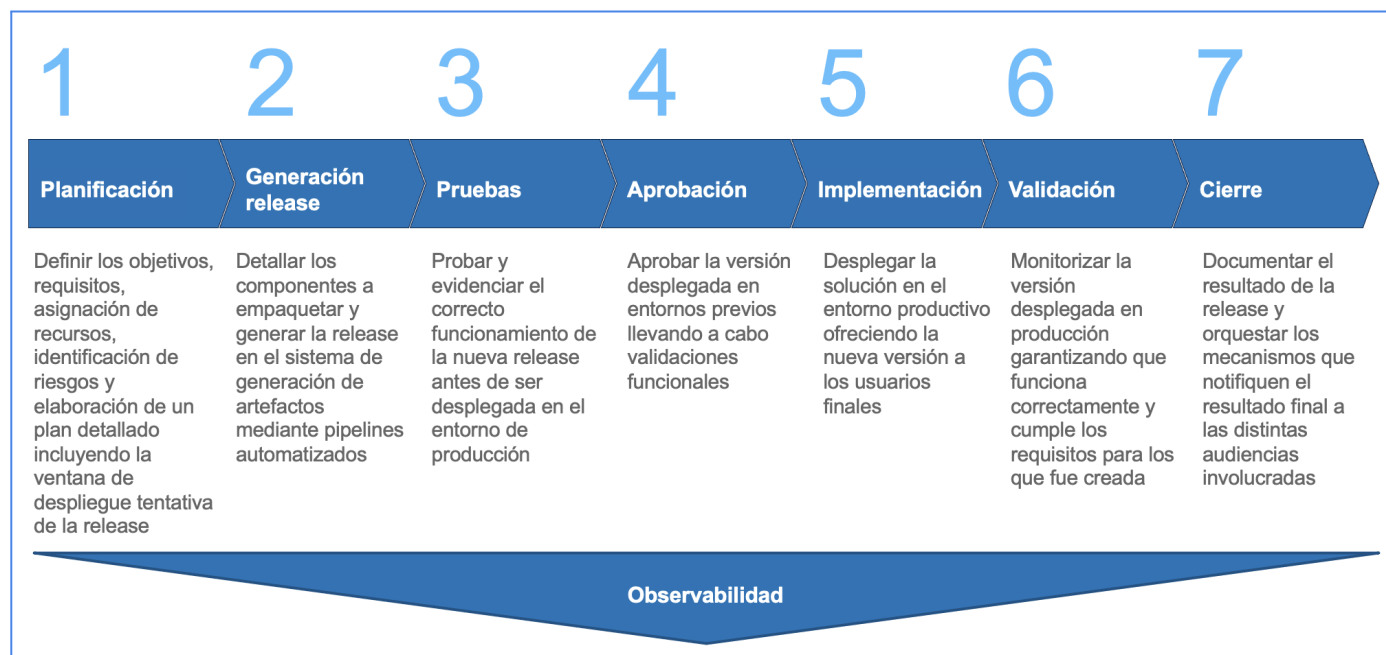 1
2
3
4
5
6
7
Planificación
Generación
release
Pruebas
Aprobación
Implementación
Validación
Cierre
Definir los objetivos,
requisitos,
asignación de
recursos,
identificación de
riesgos y
elaboración de un
plan detallado
incluyendo la
ventana de
despliegue tentativa
de la release
Detallar los
componentes a
empaquetar y
generar la release
en el sistema de
generación de
artefactos
mediante pipelines
automatizados
Probar y
evidenciar el
correcto
funcionamiento de
la nueva release
antes de ser
desplegada en el
entorno de
producción
Aprobar la versión
desplegada en
entornos previos
llevando a cabo
validaciones
funcionales
Desplegar la
solución en el
entorno productivo
ofreciendo la
nueva versión a
los usuarios
finales
Monitorizar la
versión
desplegada en
producción
garantizando que
funciona
correctamente y
cumple los
requisitos para los
que fue creada
Documentar el
resultado de la
release y
orquestar los
mecanismos que
notifiquen el
resultado final a
las distintas
audiencias
involucradas
Observabilidad